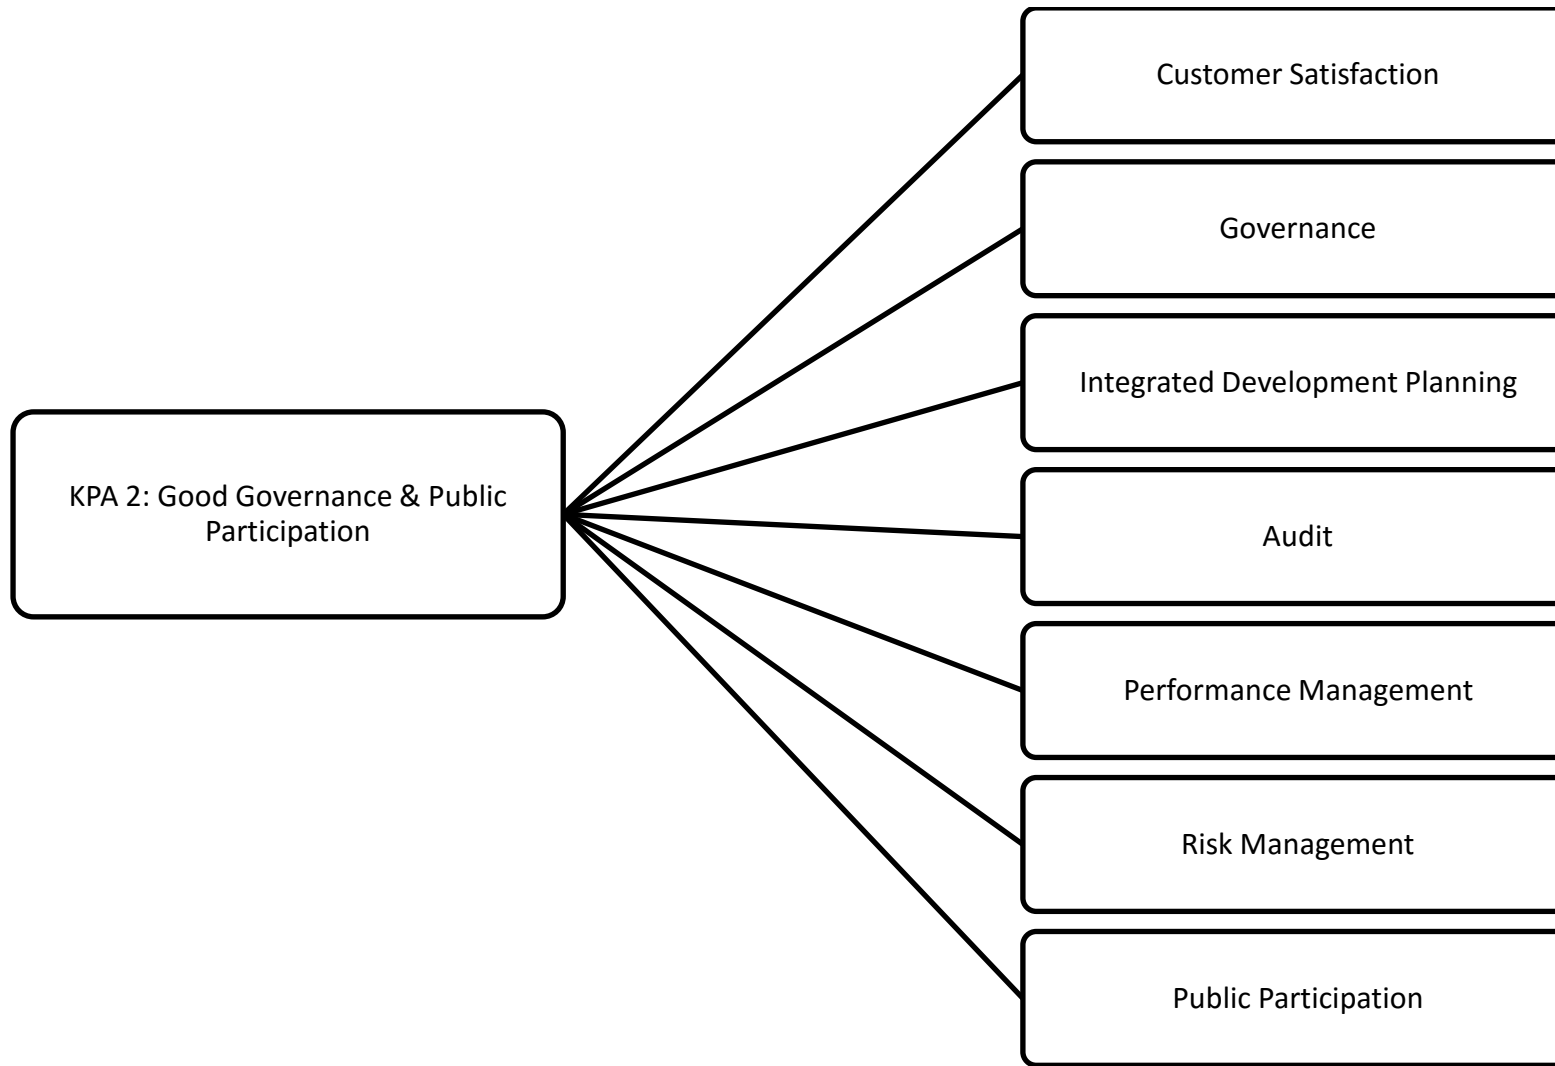 Customer Satisfaction
Governance
Integrated Development Planning
KPA 2: Good Governance & Public
Participation
Audit
Performance Management
Risk Management
Public Participation